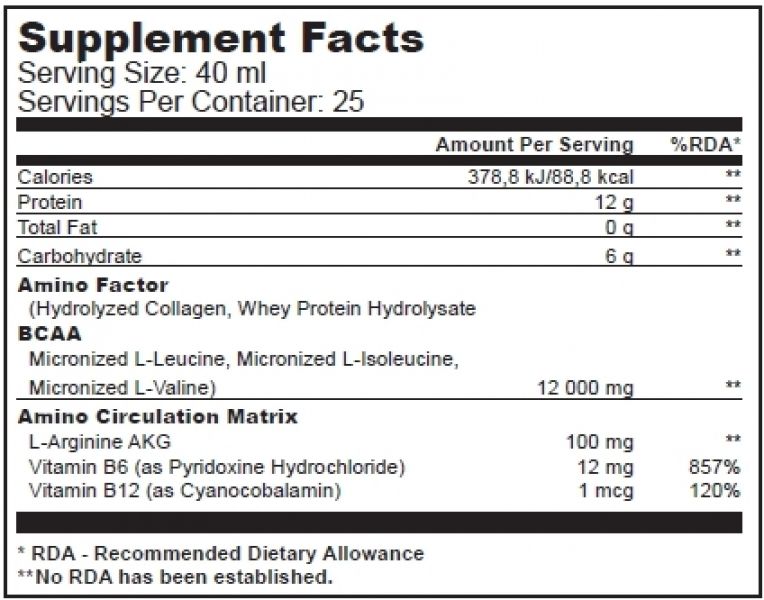 Supplement Facts
Serving Size: 40 ml
Servings Per Container: 25
Amount Per Serving %RDA*
Calories 378,8 kJ/88,8 kcal **
Protein 12 g **
Total Fat 0 g **
Carbohydrate 6 g **
Amino Factor
(Hydrolyzed Collagen, Whey Protein Hydrolysate
BCAA
Micronized L-Leucine, Micronized L-Isoleucine,
Micronized L-Valine) 12 000 mg **
Amino Circulation Matrix
L-Arginine AKG 100 mg **
Vitamin B6 (as Pyridoxine Hydrochloride) 12 mg 857%
Vitamin B12 (as Cyanocobalamin) 1 mcg 120%
* RDA - Recommended Dietary Allowance
**No RDA has been established.